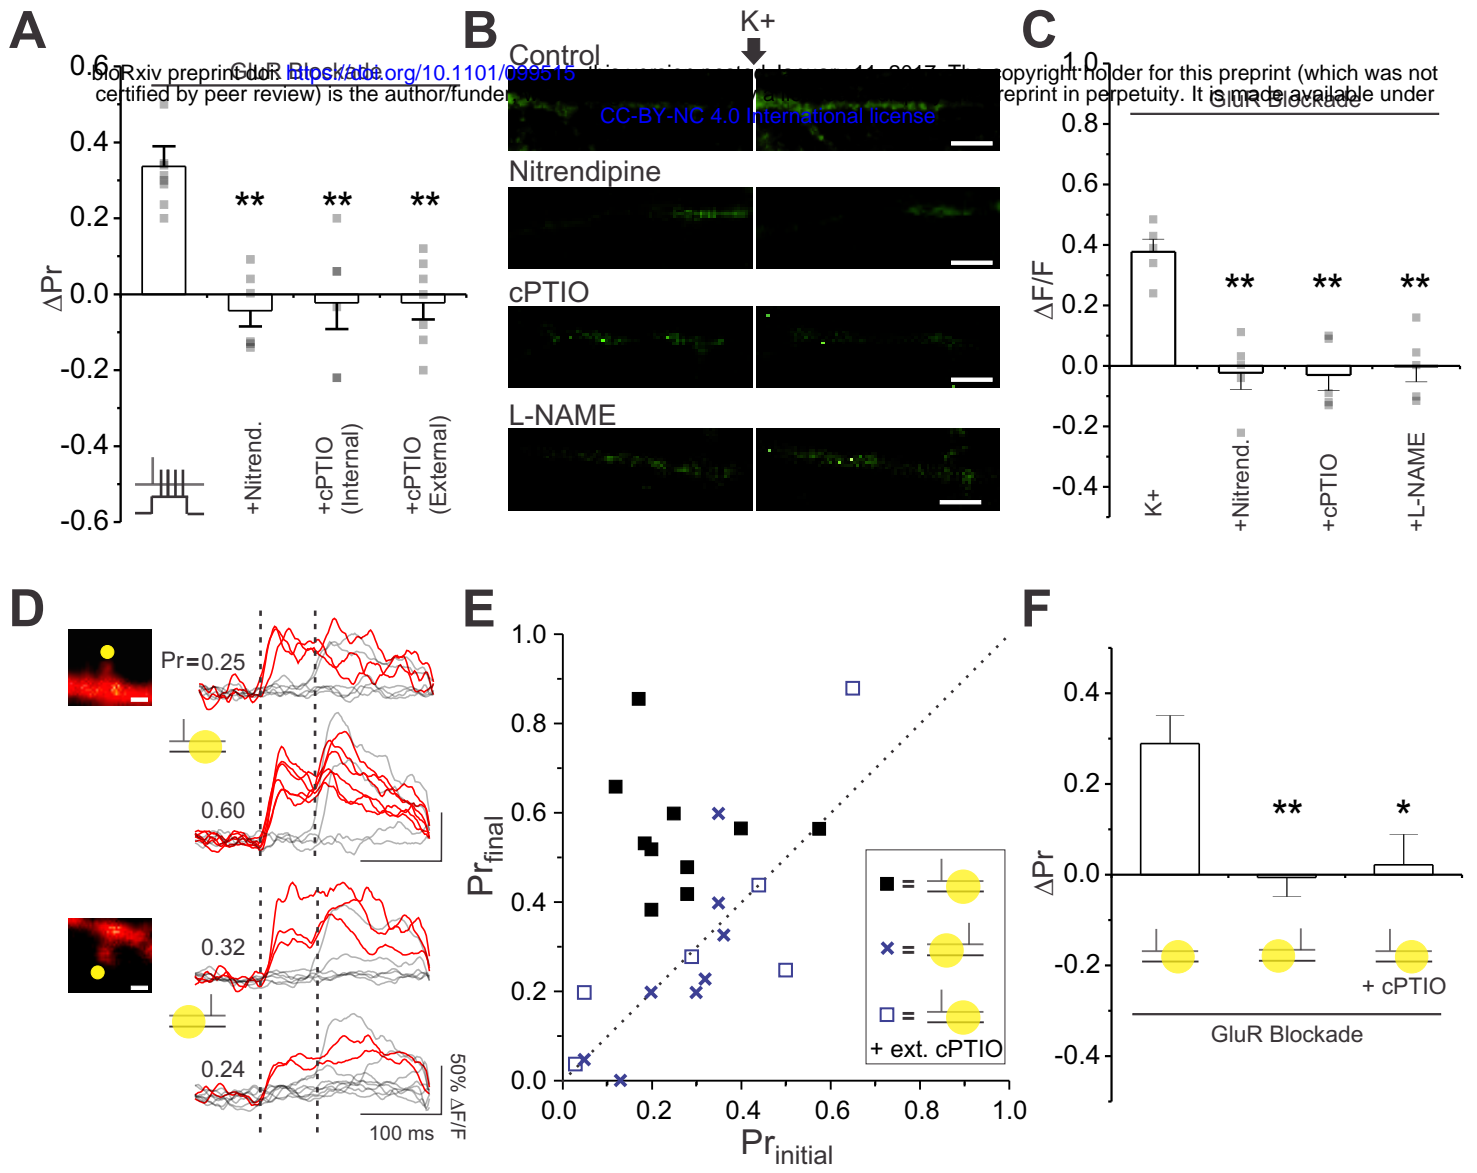 A
B
C
K+
Control
bioRxiv preprint doi: https://doi.org/10.1101/099515
copyright holder for this preprint (which was not
certified by peer review) is the author/funder
reprint in perpetuity. It is made available under
CC-BY-NC 4.0 International license
GluR Blockade
0.6
0.4
0.2
0.0
-0.2
-0.4
-0.6
ΔPr
** ** **
+Nitrend.
+cPTIO
(Internal)
+cPTIO
(External)
Nitrendipine
cPTIO
L-NAME
GluR Blockade
1.0
0.8
0.6
0.4
0.2
0.0
-0.2
-0.4
ΔF/F
** ** **
K+
+Nitrend.
+cPTIO
+L-NAME
D
Pr=0.25
0.60
0.32
0.24
50% ΔF/F
100 ms
E
1.0
0.8
0.6
0.4
0.2
0.0
Prfinal
0.0 0.2 0.4 0.6 0.8 1.0
Prinitial
=
=
=
+ ext. cPTIO
F
0.4
0.2
0.0
-0.2
-0.4
ΔPr
** *
+ cPTIO
GluR Blockade